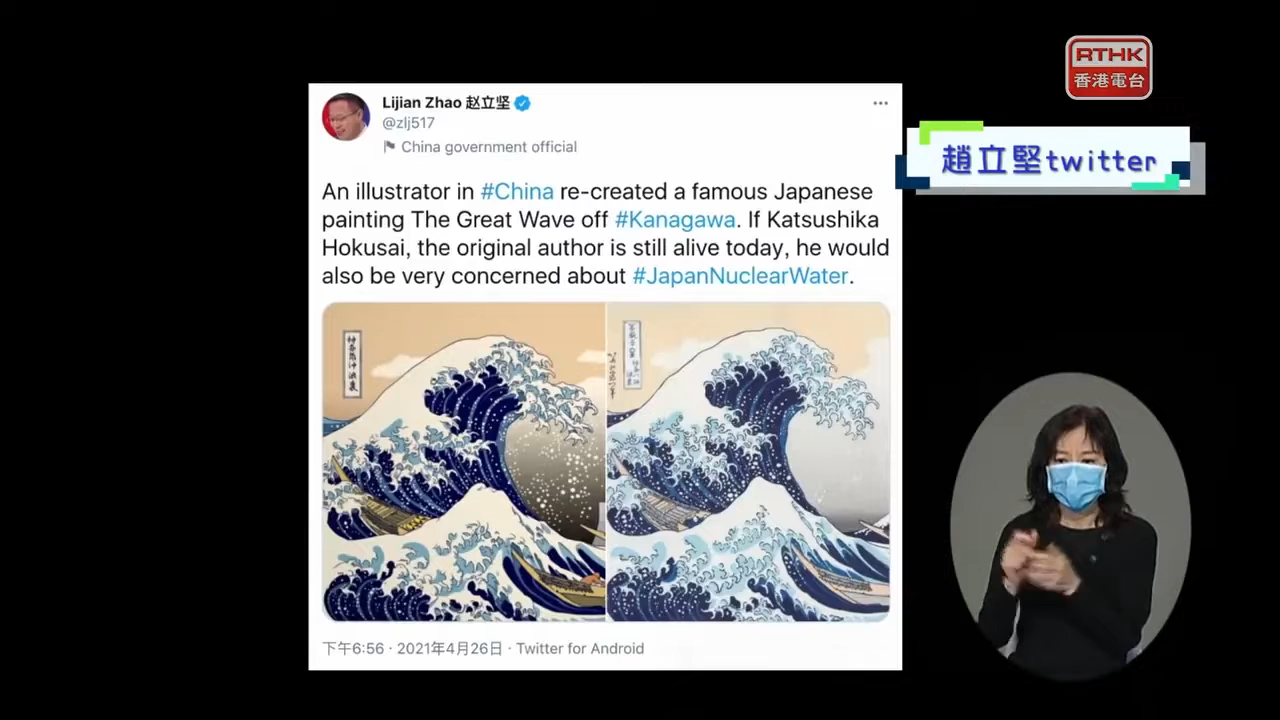 RTHK
香港電台
趙立堅twitter
Lijian Zhao 赵立坚
@zlj517
China government official
An illustrator in #China re-created a famous Japanese
painting The Great Wave off #Kanagawa. If Katsushika
Hokusai, the original author is still alive today, he would
also be very concerned about #JapanNuclearWater.
下午6:56 · 2021年4月26日 · Twitter for Android